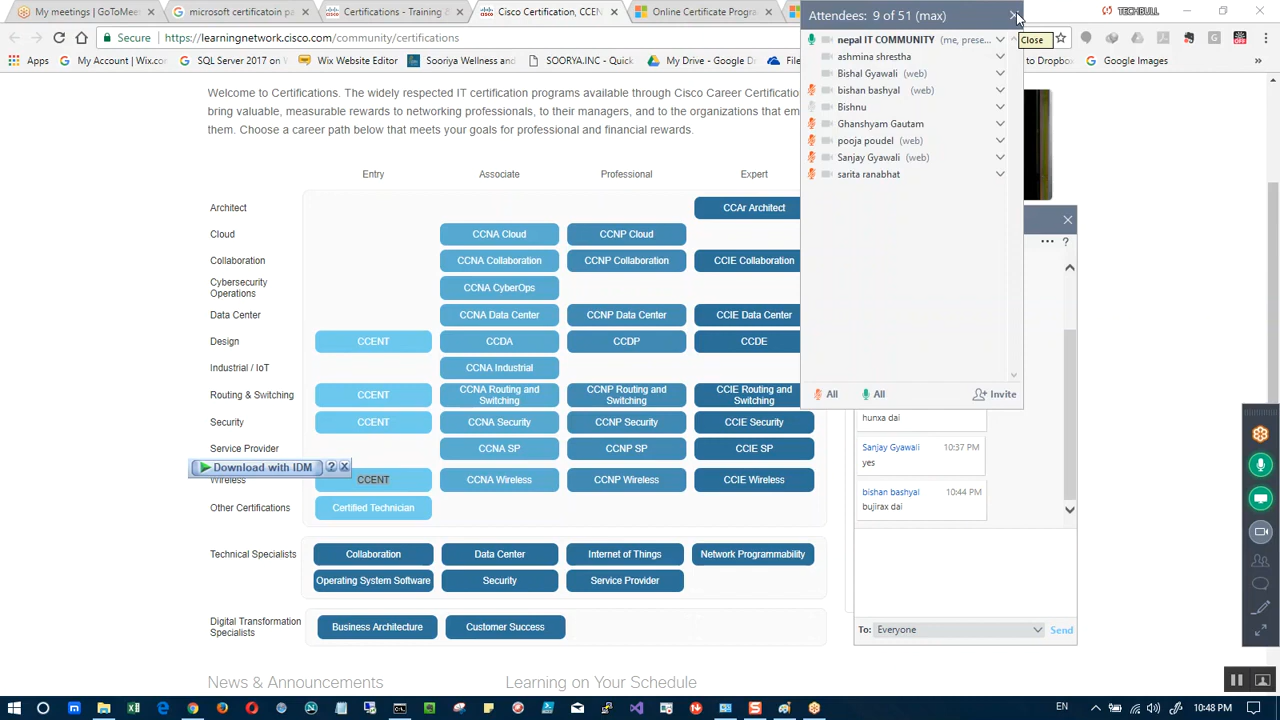 My meetings | GoToMee
microsoft certificatoin pa
Certifications - Training &
Cisco Certification, CCEN
Online Certificate Progra
TECHBULL
Attendees: 9 of 51 (max)
Close
Secure
https://learningnetwork.cisco.com/community/certifications
Apps
My Account | Wix.co
SQL Server 2017 on V
Wix Website Editor
Sooriya Wellness and
SOORYA.INC - Google
My Drive - Google Dr
to Dropbox
Google Images
nepal IT COMMUNITY (me, prese...
ashmina shrestha
Bishal Gyawali (web)
bishan bashyal (web)
Bishnu
Ghanshyam Gautam
pooja poudel (web)
Sanjay Gyawali (web)
sarita ranabhat
All
All
Invite
Welcome to Certifications. The widely respected IT certification programs available through Cisco Career Certification
bring valuable, measurable rewards to networking professionals, to their managers, and to the organizations that em
them. Choose a career path below that meets your goals for professional and financial rewards.
Entry Associate Professional Expert
Architect CCAr Architect
Cloud CCNA Cloud CCNP Cloud
Collaboration CCNA Collaboration CCNP Collaboration CCIE Collaboration
Cybersecurity
Operations
CCNA CyberOps
Data Center CCNA Data Center CCNP Data Center CCIE Data Center
Design CCENT CCDA CCDP CCDE
Industrial / IoT CCNA Industrial
Routing & Switching CCENT
CCNA Routing and
Switching
CCNP Routing and
Switching
CCIE Routing and
Switching
Security CCENT CCNA Security CCNP Security CCIE Security
Service Provider CCNA SP CCNP SP CCIE SP
Download with IDM ?
Wireless CCENT CCNA Wireless CCNP Wireless CCIE Wireless
Other Certifications Certified Technician
Technical Specialists Collaboration Data Center Internet of Things Network Programmability
Operating System Software Security Service Provider
Digital Transformation
Specialists
Business Architecture Customer Success
News & Announcements Learning on Your Schedule
... ?
hunxa dai
Sanjay Gyawali 10:37 PM
yes
bishan bashyal 10:44 PM
bujirax dai
To: Everyone Send
EN 10:48 PM